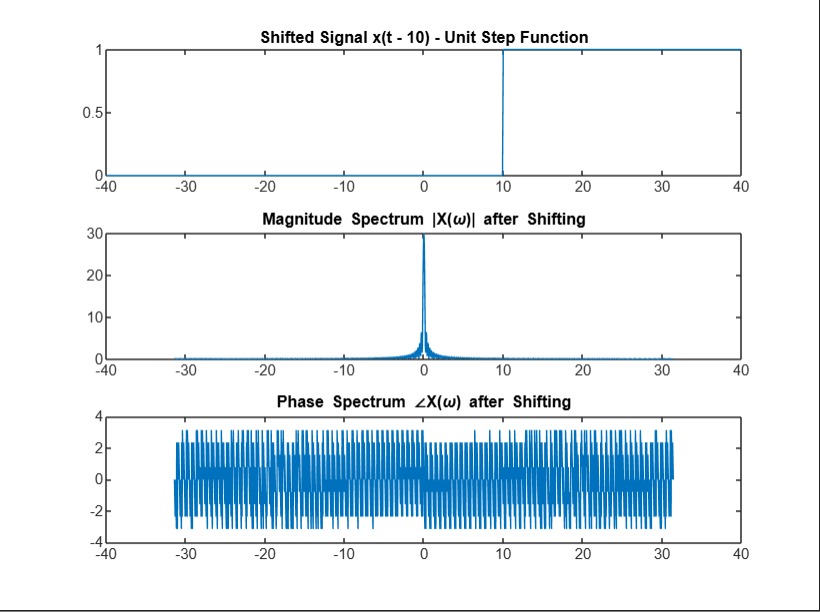 Shifted Signal x(t - 10) - Unit Step Function
1
0.5
0
-40 -30 -20 -10 0 10 20 30 40
Magnitude Spectrum |X(ω)| after Shifting
30
20
10
0
-40 -30 -20 -10 0 10 20 30 40
Phase Spectrum ∠X(ω) after Shifting
4
2
0
-2
-4
-40 -30 -20 -10 0 10 20 30 40